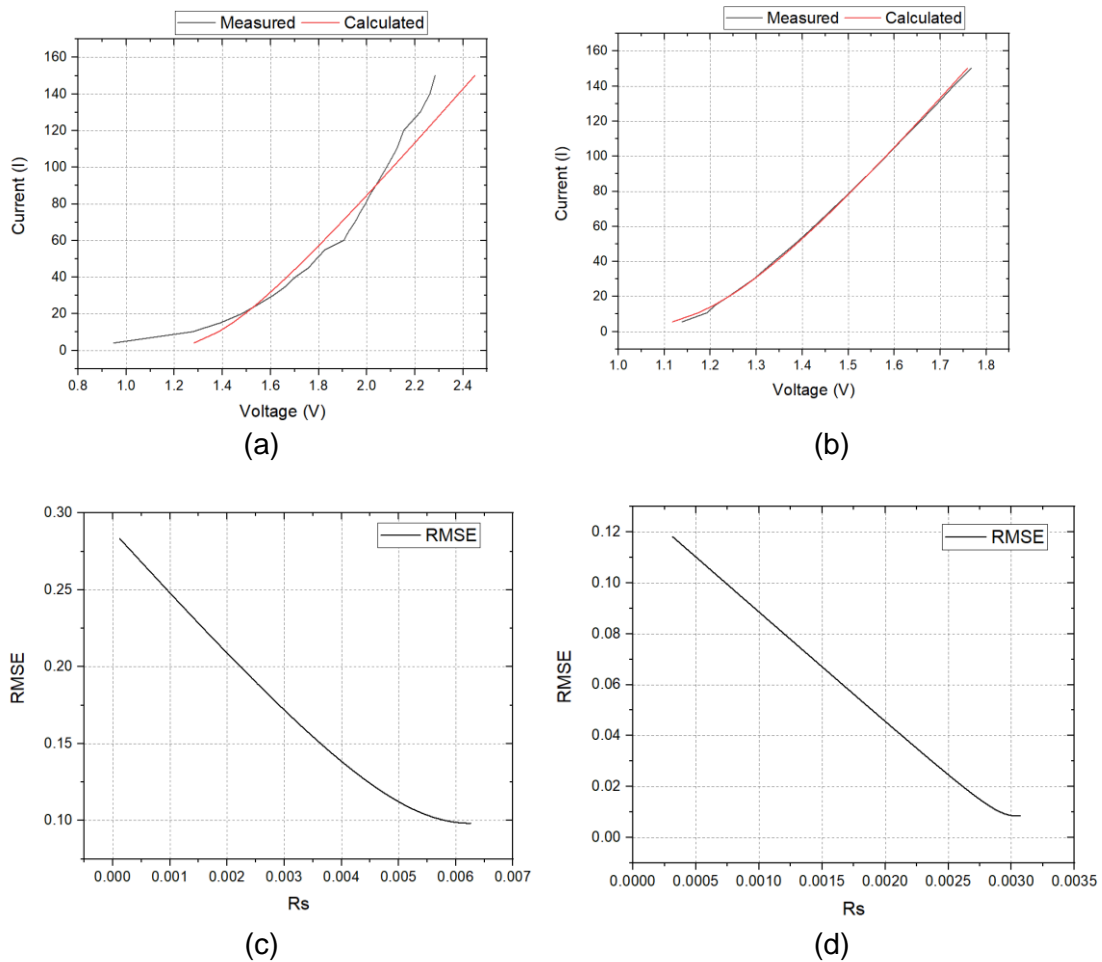 Measured Calculated
160
140
120
100
80
60
40
20
0
Current (I)
0.8 1.0 1.2 1.4 1.6 1.8 2.0 2.2 2.4
Voltage (V)
(a)
Measured Calculated
160
140
120
100
80
60
40
20
0
Current (I)
1.0 1.1 1.2 1.3 1.4 1.5 1.6 1.7 1.8
Voltage (V)
(b)
RMSE
0.30
0.25
0.20
0.15
0.10
RMSE
0.000 0.001 0.002 0.003 0.004 0.005 0.006 0.007
Rs
(c)
RMSE
0.12
0.10
0.08
0.06
0.04
0.02
0.00
RMSE
0.0000 0.0005 0.0010 0.0015 0.0020 0.0025 0.0030 0.0035
Rs
(d)